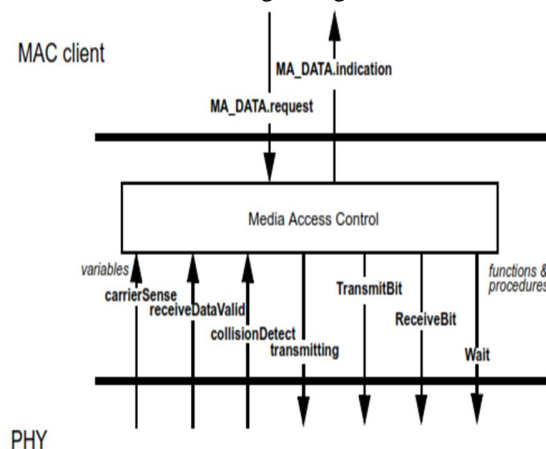 MAC client
MA_DATA.indication
MA_DATA.request
Media Access Control
variables
functions &
procedures
carrierSense
receiveDataValid
collisionDetect
transmitting
TransmitBit
ReceiveBit
Wait
PHY